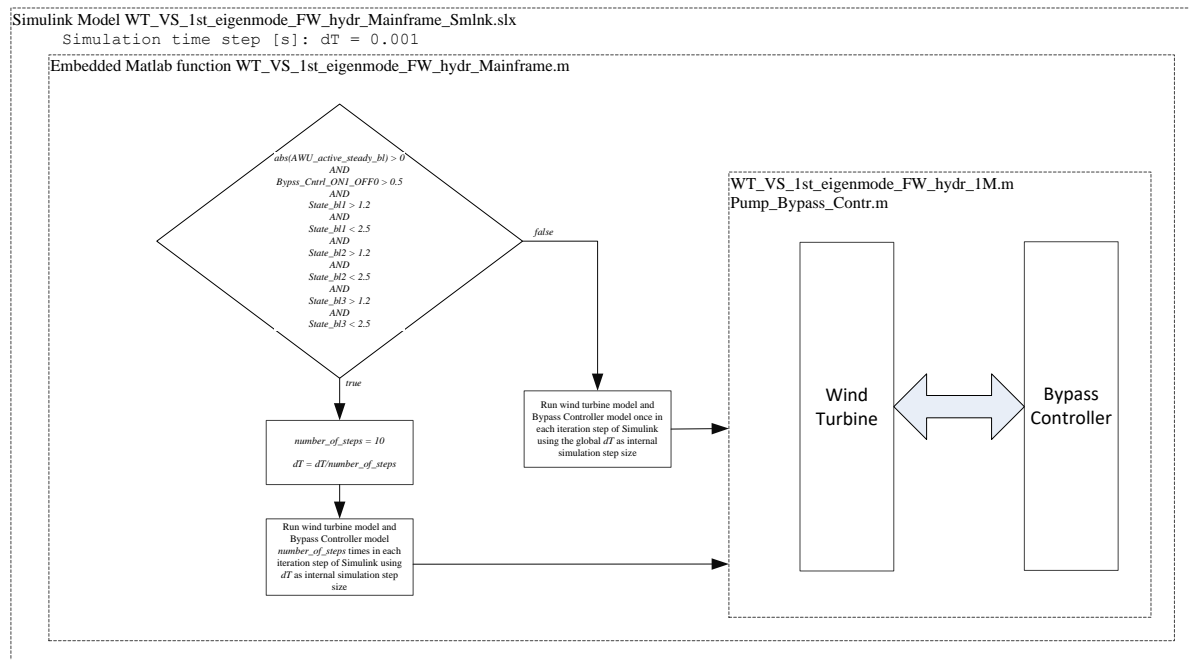 Simulink Model WT_VS_1st_eigenmode_FW_hydr_Mainframe_Smlnk.slx
Simulation time step [s]: dT = 0.001
Embedded Matlab function WT_VS_1st_eigenmode_FW_hydr_Mainframe.m
abs(AWU_active_steady_bl) > 0
AND
Bypss_Cntrl_ON1_OFF0 > 0.5
AND
State_bl1 > 1.2
AND
State_bl1 < 2.5
AND
State_bl2 > 1.2
AND
State_bl2 < 2.5
AND
State_bl3 > 1.2
AND
State_bl3 < 2.5
false
true
number_of_steps = 10
dT = dT/number_of_steps
Run wind turbine model and
Bypass Controller model
number_of_steps times in each
iteration step of Simulink using
dT as internal simulation step
size
Run wind turbine model and
Bypass Controller model once in
each iteration step of Simulink
using the global dT as internal
simulation step size
WT_VS_1st_eigenmode_FW_hydr_1M.m
Pump_Bypass_Contr.m
Wind
Turbine
Bypass
Controller